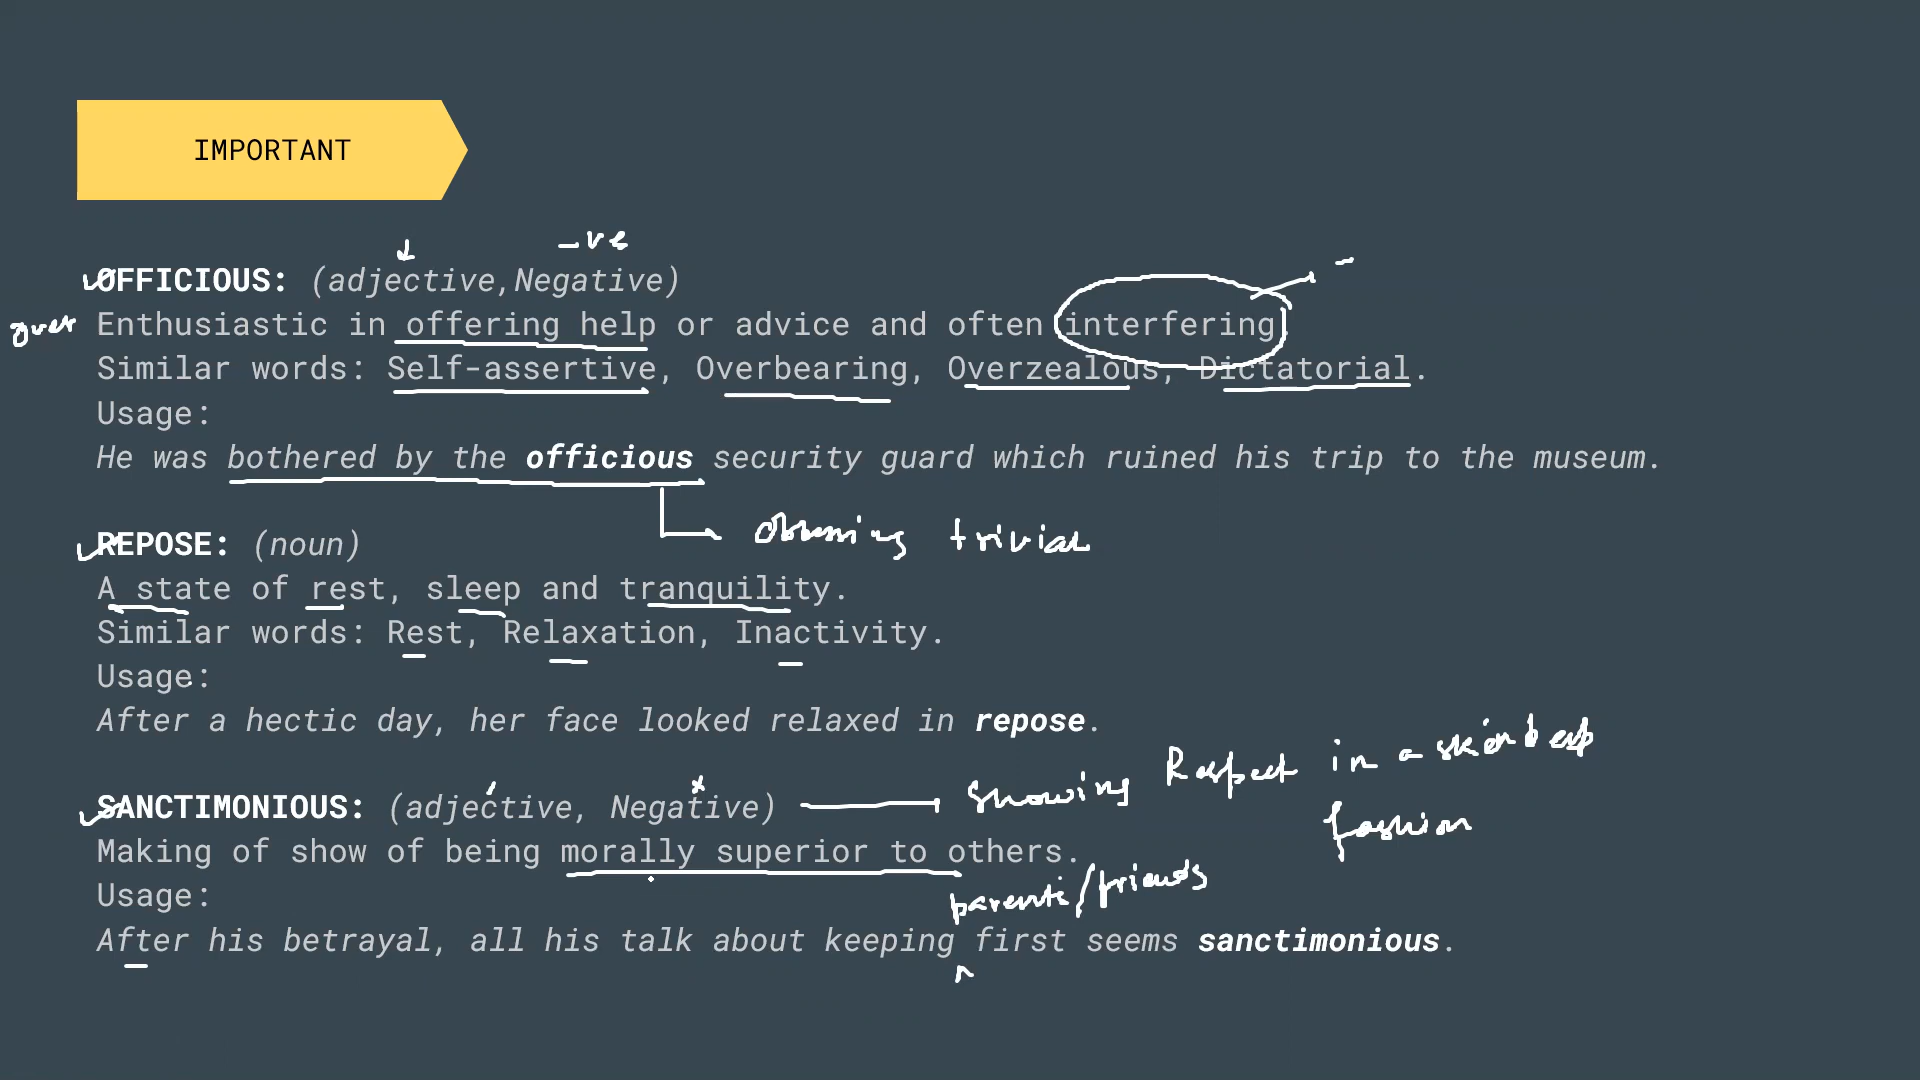 IMPORTANT
-ve
OFFICIOUS: (adjective,Negative)
Enthusiastic in offering help or advice and often interfering.
Similar words: Self-assertive, Overbearing, Overzealous, Dictatorial.
Usage:
He was bothered by the officious security guard which ruined his trip to the museum.
trivial
REPOSE: (noun)
A state of rest, sleep and tranquility.
Similar words: Rest, Relaxation, Inactivity.
Usage:
After a hectic day, her face looked relaxed in repose.
SANCTIMONIOUS: (adjective, Negative)
showing Respect in a
fashion
Making of show of being morally superior to others.
Usage:
parents/friends
After his betrayal, all his talk about keeping first seems sanctimonious.